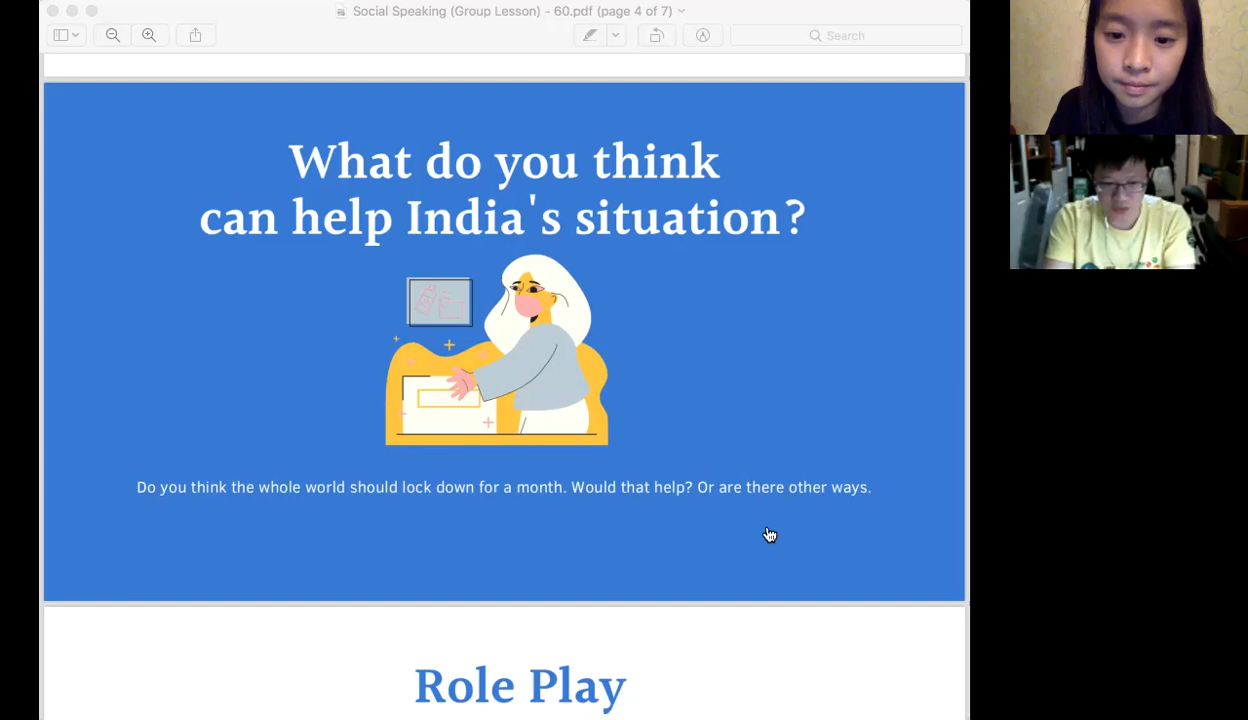 Social Speaking (Group Lesson) - 60.pdf (page 4 of 7)
Search
What do you think
can help India's situation?
Do you think the whole world should lock down for a month. Would that help? Or are there other ways.
Role Play